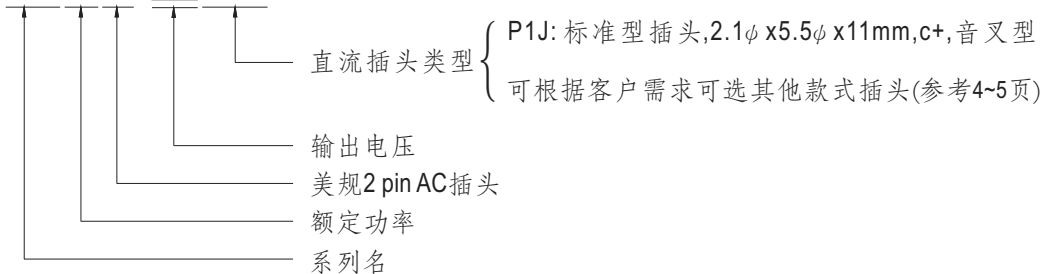 P1J: 标准型插头,2.1φ x5.5φ x11mm,c+,音叉型
直流插头类型
可根据客户需求可选其他款式插头(参考4~5页)
输出电压
美规2 pin AC插头
额定功率
系列名